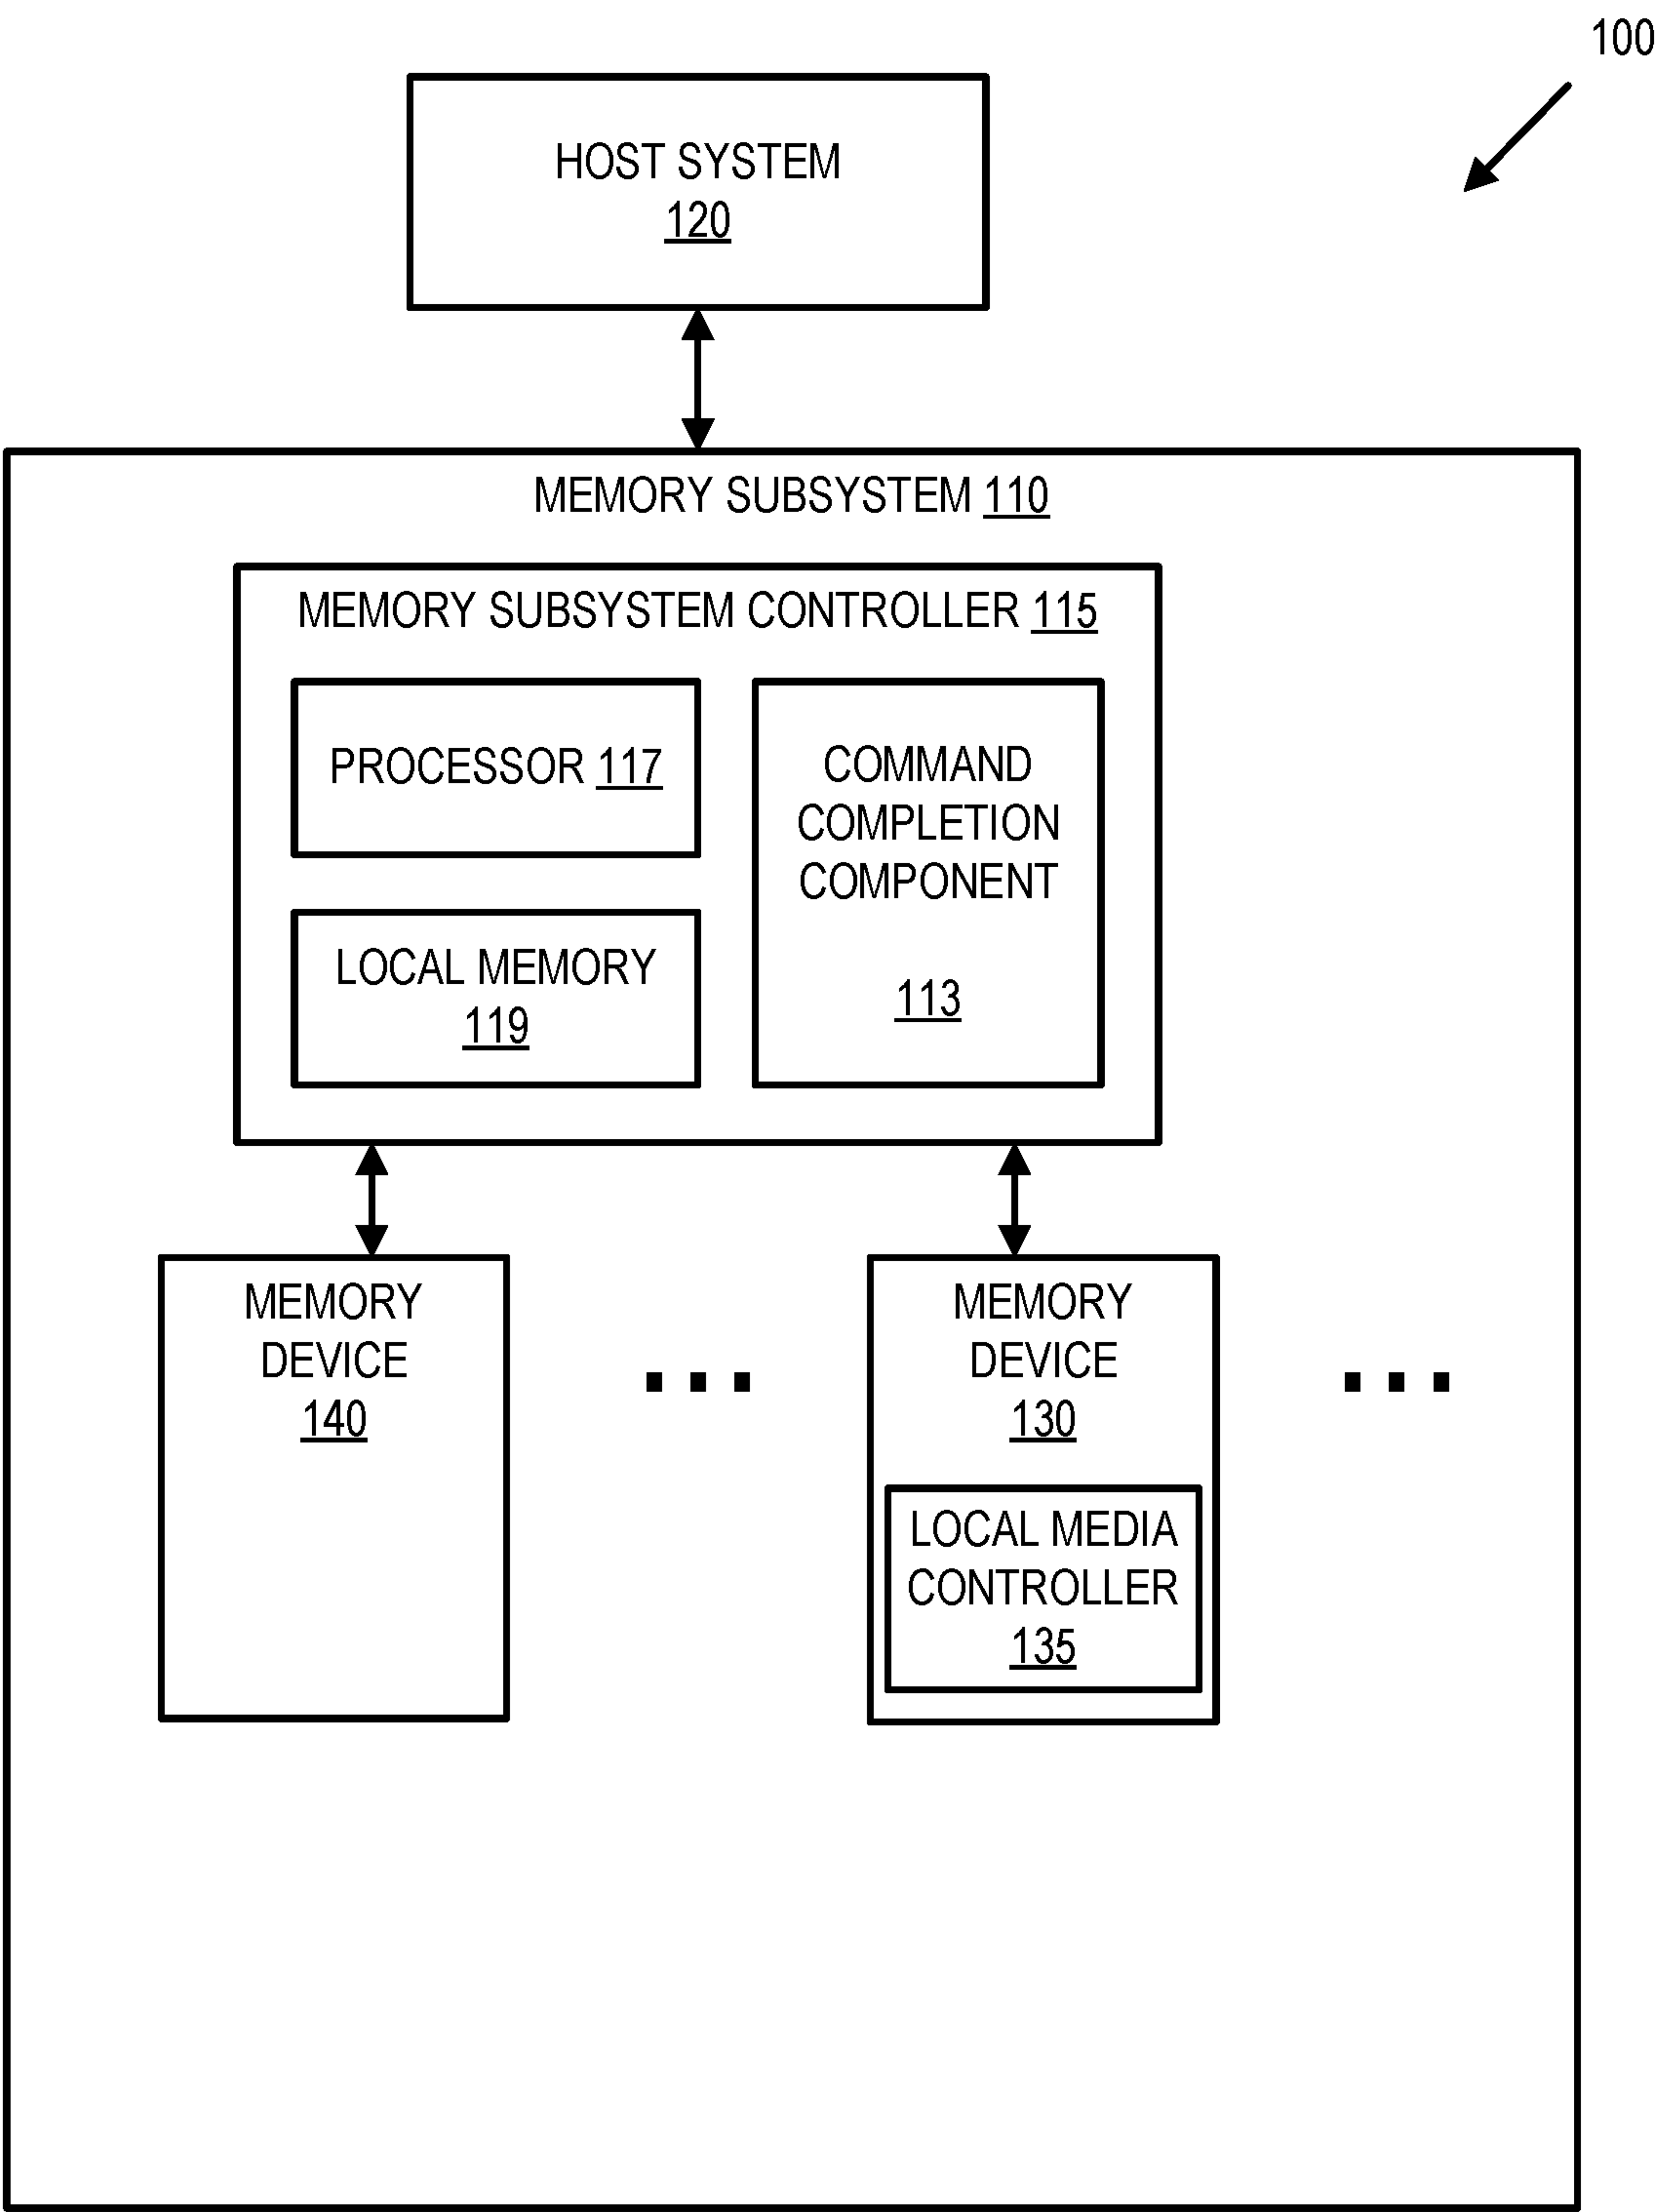 100
HOST SYSTEM
120
MEMORY SUBSYSTEM 110
MEMORY SUBSYSTEM CONTROLLER 115
PROCESSOR 117
LOCAL MEMORY
119
COMMAND
COMPLETION
COMPONENT
113
MEMORY
DEVICE
140
MEMORY
DEVICE
130
LOCAL MEDIA
CONTROLLER
135